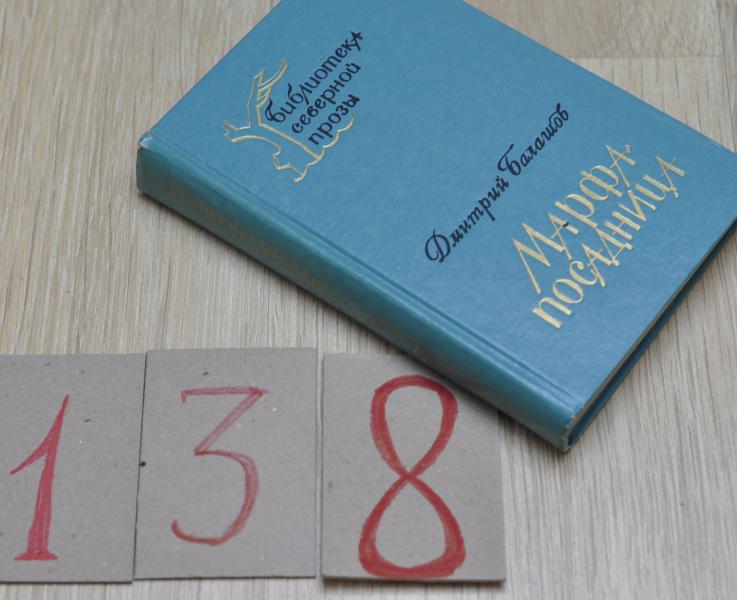 Библиотека
северной
прозы
Дмитрий Балашов
Марфа-
посадница
1 3 8